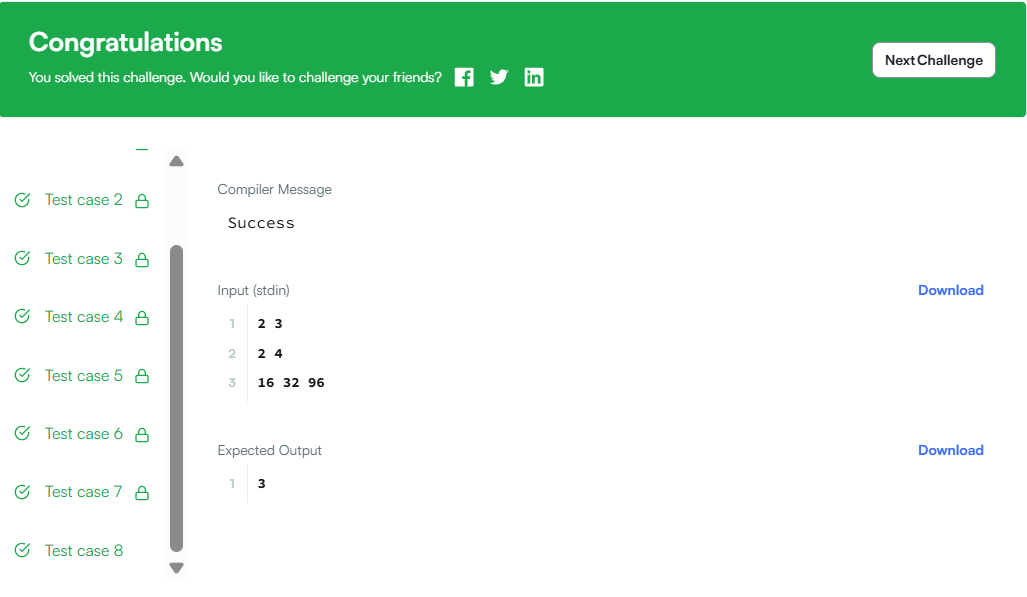 Congratulations
You solved this challenge. Would you like to challenge your friends?
Next Challenge
Test case 2
Test case 3
Test case 4
Test case 5
Test case 6
Test case 7
Test case 8
Compiler Message
Success
Input (stdin)
Download
1 2 3
2 2 4
3 16 32 96
Expected Output
Download
1 3